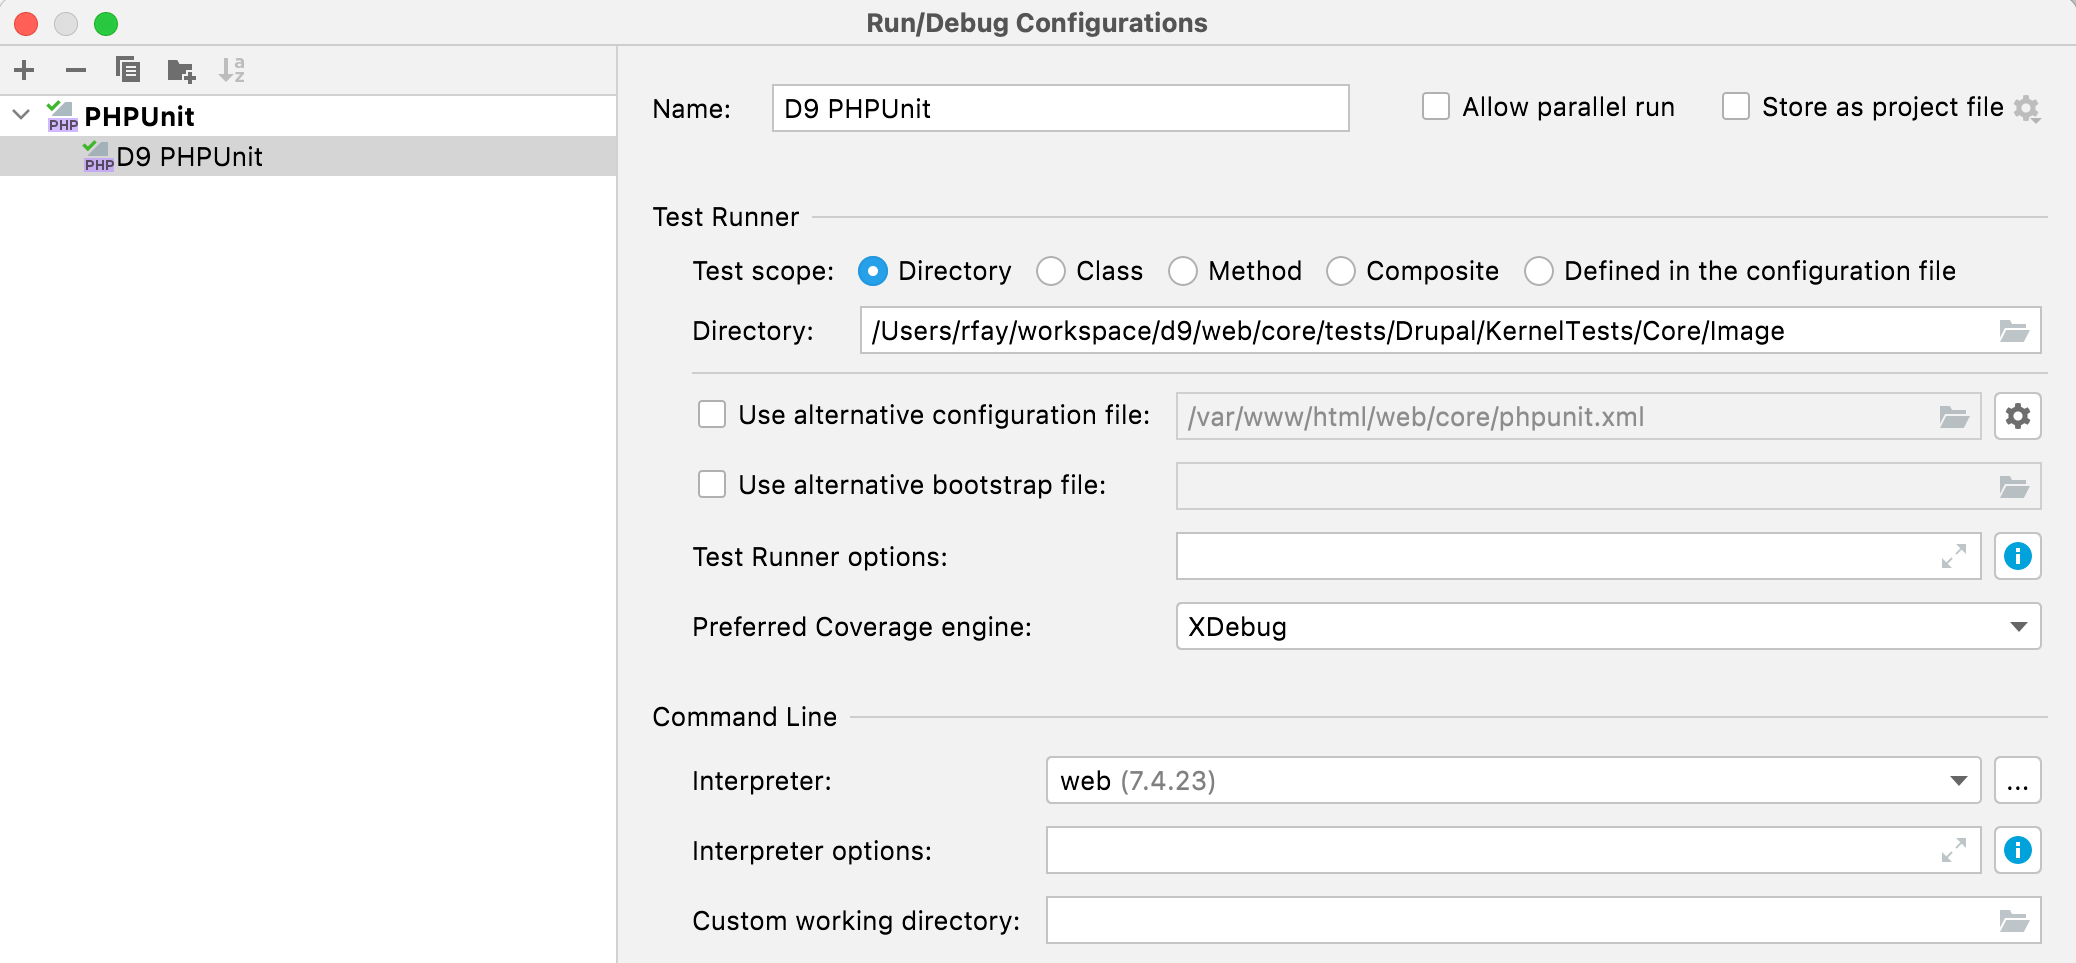 Run/Debug Configurations
PHPUnit
D9 PHPUnit
Name: D9 PHPUnit Allow parallel run Store as project file
Test Runner
Test scope: Directory Class Method Composite Defined in the configuration file
Directory: /Users/rfay/workspace/d9/web/core/tests/Drupal/KernelTests/Core/Image
Use alternative configuration file: /var/www/html/web/core/phpunit.xml
Use alternative bootstrap file:
Test Runner options:
Preferred Coverage engine: XDebug
Command Line
Interpreter: web (7.4.23) ...
Interpreter options:
Custom working directory: